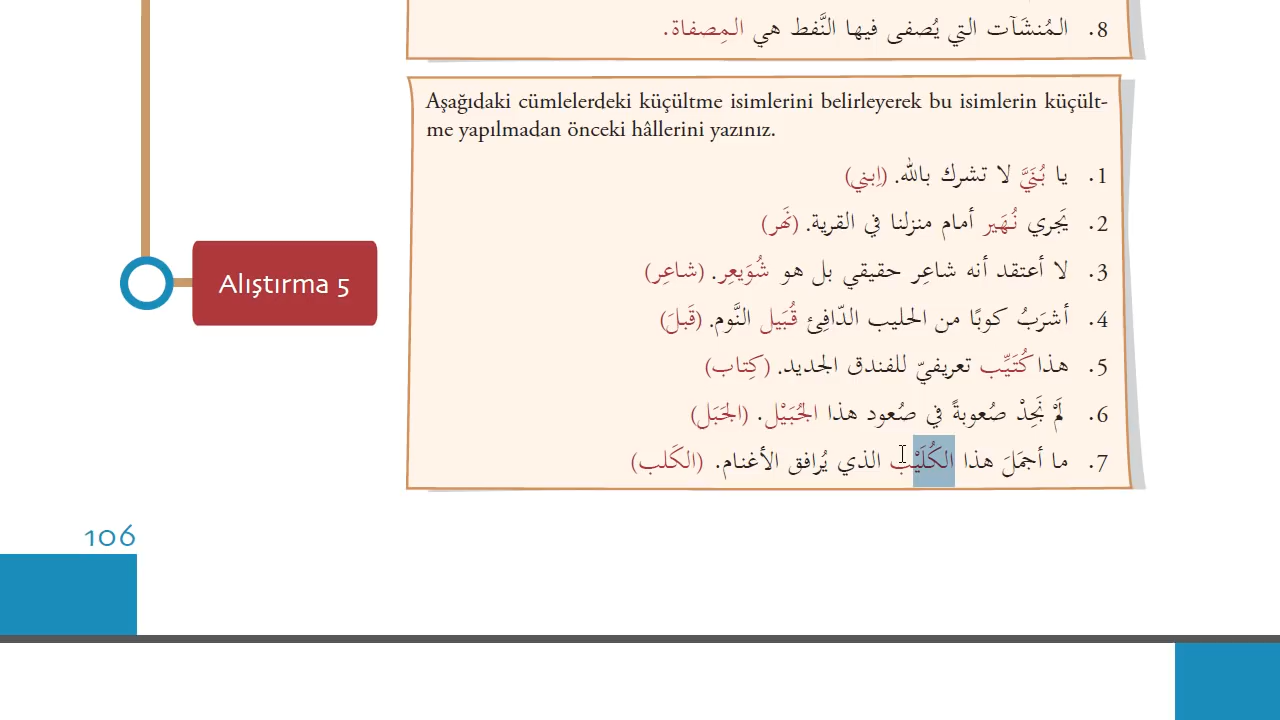 8. المُنشَآت التي يُصفى فيها النَّفط هي المِصفاة.
Aşağıdaki cümlelerdeki küçültme isimlerini belirleyerek bu isimlerin küçült-
me yapılmadan önceki hâllerini yazınız.
1. يا بُنَيَّ لا تشرك بالله. (اِبني)
2. يَجري نُهَير أمام منزلنا في القرية. (نَهر)
3. لا أعتقد أنه شاعِر حقيقي بل هو شُوَيعِر. (شاعِر)
4. أشرَبُ كوبًا من الحليب الدّافِئ قُبَيل النَّوم. (قَبلَ)
5. هذا كُتَيِّب تعريفيّ للفندق الجديد. (كِتاب)
6. لَمْ نَجِدْ صُعوبةً في صُعود هذا الجُبَيْل. (الجَبَل)
7. ما أجمَلَ هذا الكُلَيْب الذي يُرافق الأغنام. (الكَلب)
Alıştırma 5
106